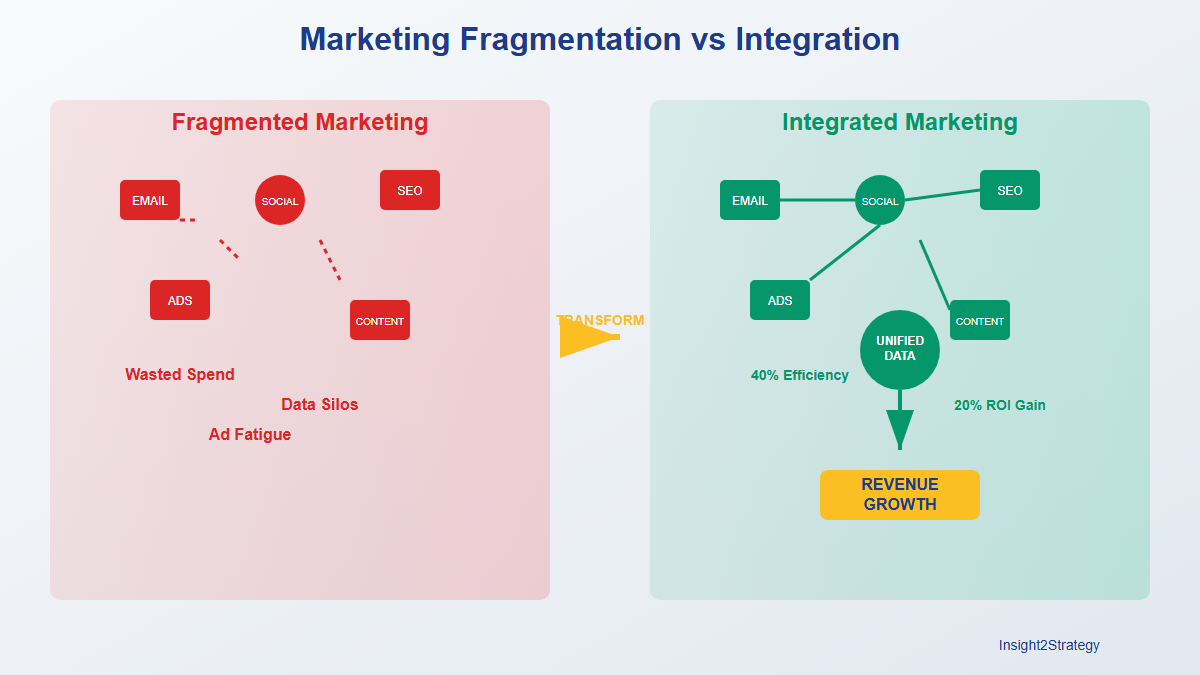 Marketing Fragmentation vs Integration
Fragmented Marketing
EMAIL
SOCIAL
SEO
ADS
CONTENT
Wasted Spend
Data Silos
Ad Fatigue
TRANSFORM
Integrated Marketing
EMAIL
SOCIAL
SEO
ADS
CONTENT
UNIFIED
DATA
40% Efficiency
20% ROI Gain
REVENUE
GROWTH
Insight2Strategy